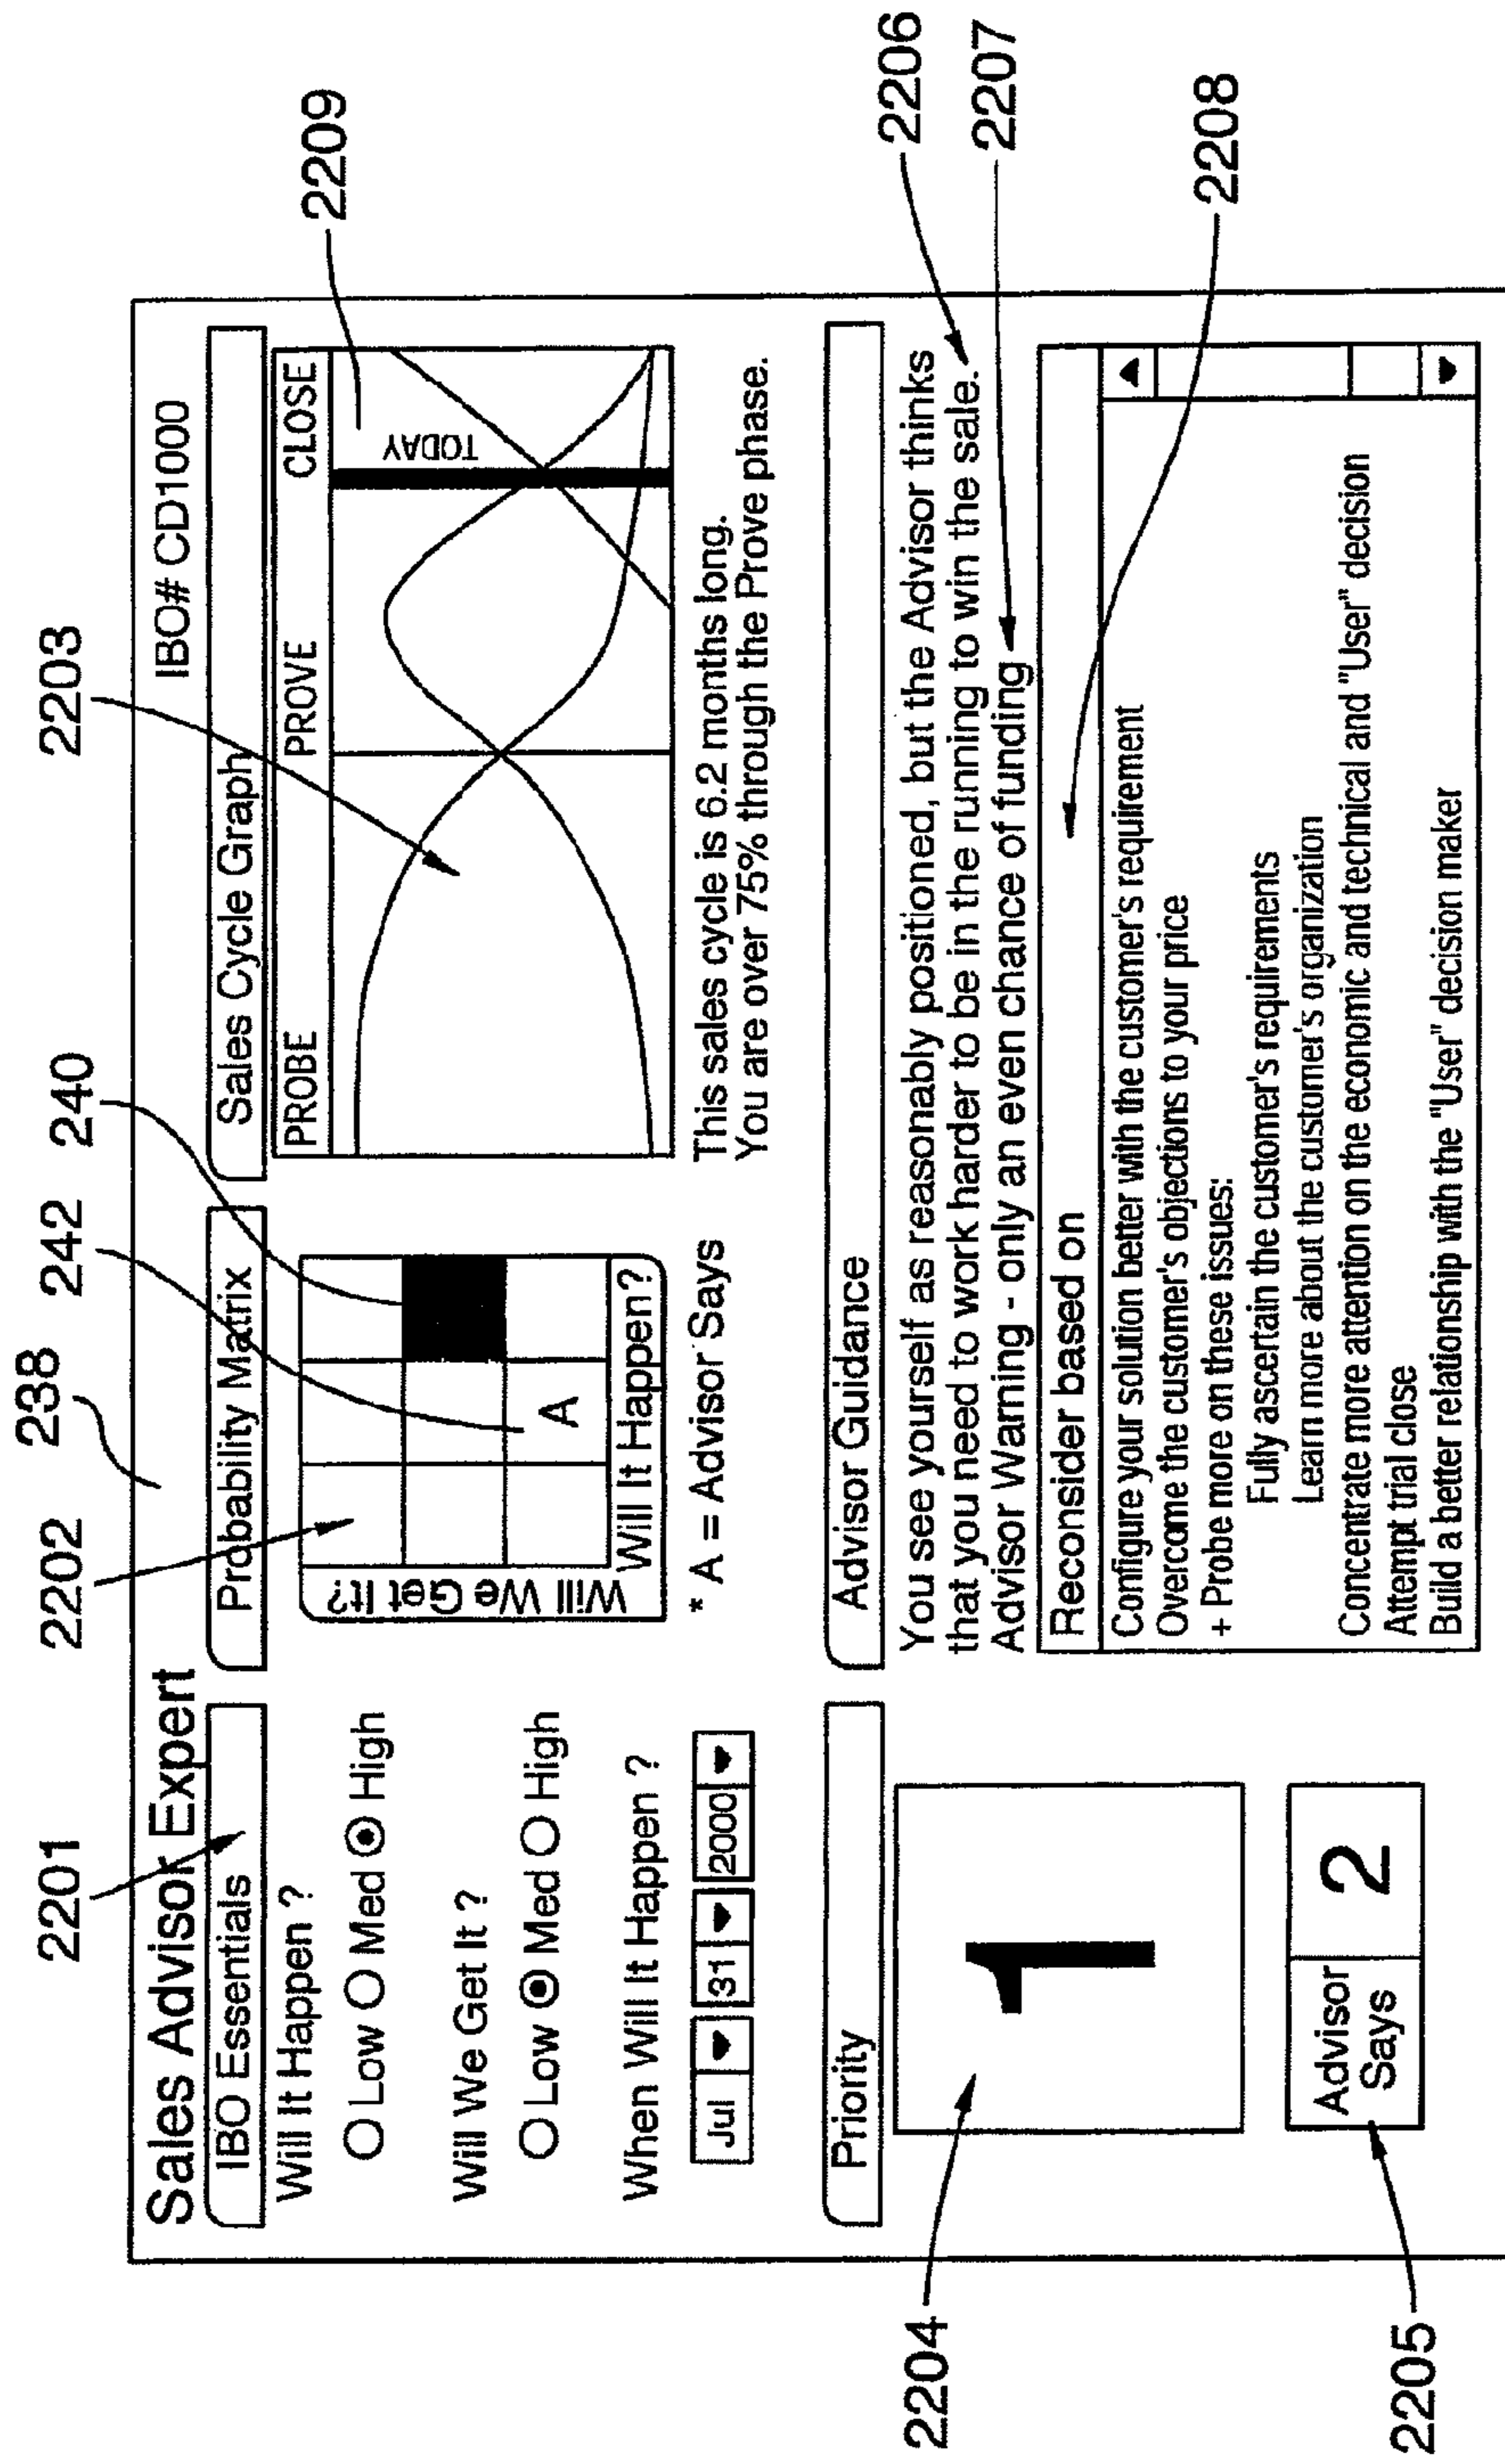 2201
2202
238
242
240
2203
2209
Sales Advisor Expert
IBO# CD1000
IBO Essentials
Will It Happen ?
Low Med High
Will We Get It ?
Low Med High
When Will It Happen ?
Jul 31 2000
Probability Matrix
Will We Get It?
A
Will It Happen?
* A = Advisor Says
Sales Cycle Graph
PROBE PROVE CLOSE
TODAY
This sales cycle is 6.2 months long.
You are over 75% through the Prove phase.
Priority
1
Advisor
Says
2
2204
2205
Advisor Guidance
You see yourself as reasonably positioned, but the Advisor thinks
that you need to work harder to be in the running to win the sale.
Advisor Warning - only an even chance of funding
Reconsider based on
Configure your solution better with the customer's requirement
Overcome the customer's objections to your price
+ Probe more on these issues:
Fully ascertain the customer's requirements
Learn more about the customer's organization
Concentrate more attention on the economic and technical and "User" decision
Attempt trial close
Build a better relationship with the "User" decision maker
2206
2207
2208